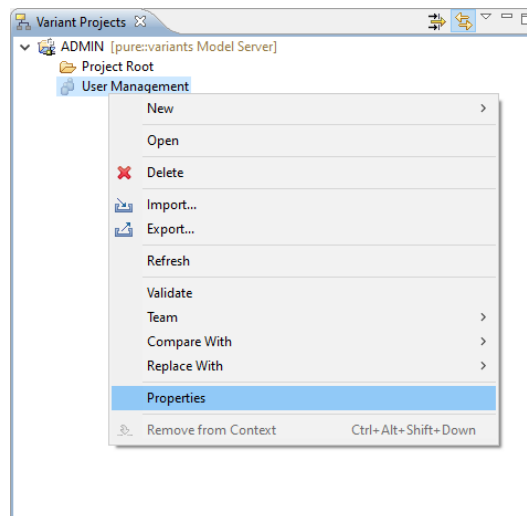 Variant Projects
ADMIN [pure::variants Model Server]
Project Root
User Management
New
Open
Delete
Import...
Export...
Refresh
Validate
Team
Compare With
Replace With
Properties
Remove from Context Ctrl+Alt+Shift+Down